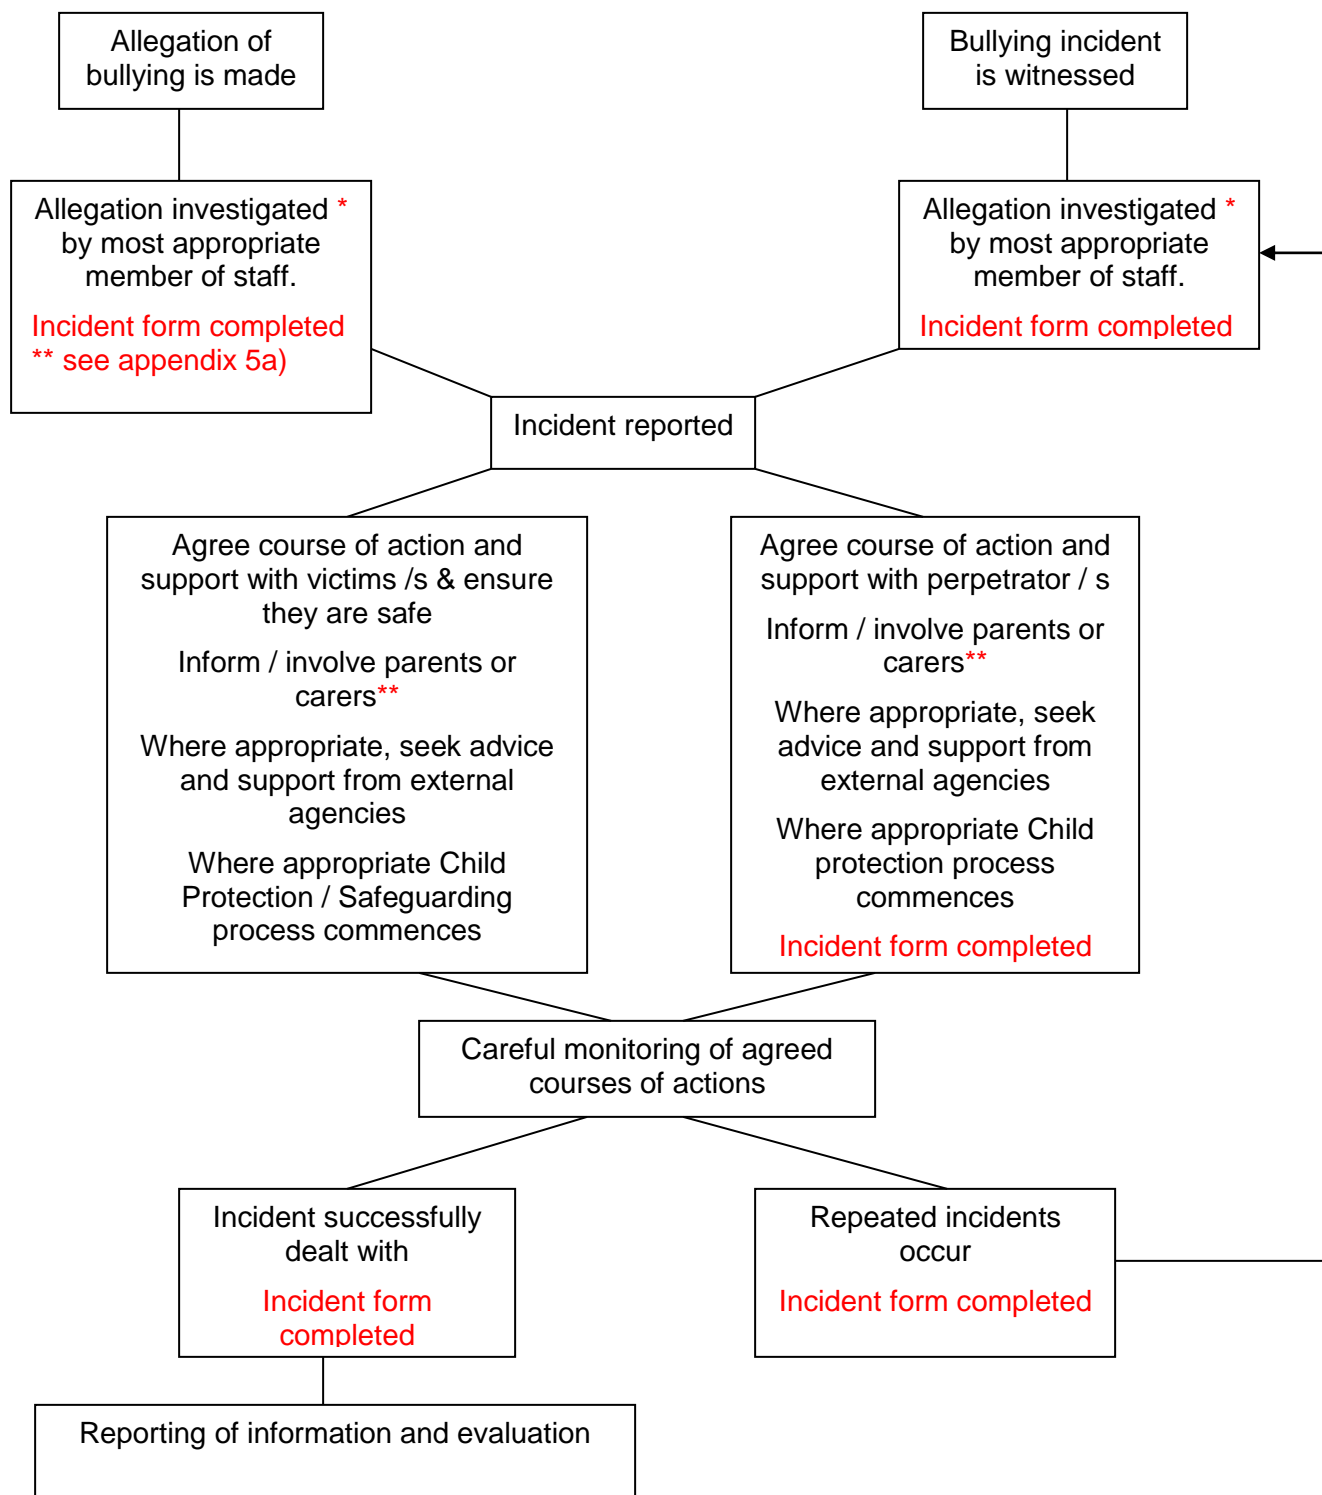 Allegation of
bullying is made
Bullying incident
is witnessed
Allegation investigated *
by most appropriate
member of staff.
Incident form completed
** see appendix 5a)
Allegation investigated *
by most appropriate
member of staff.
Incident form completed
Incident reported
Agree course of action and
support with victims /s & ensure
they are safe
Inform / involve parents or
carers**
Where appropriate, seek advice
and support from external
agencies
Where appropriate Child
Protection / Safeguarding
process commences
Agree course of action and
support with perpetrator / s
Inform / involve parents or
carers**
Where appropriate, seek
advice and support from
external agencies
Where appropriate Child
protection process
commences
Incident form completed
Careful monitoring of agreed
courses of actions
Incident successfully
dealt with
Incident form
completed
Repeated incidents
occur
Incident form completed
Reporting of information and evaluation